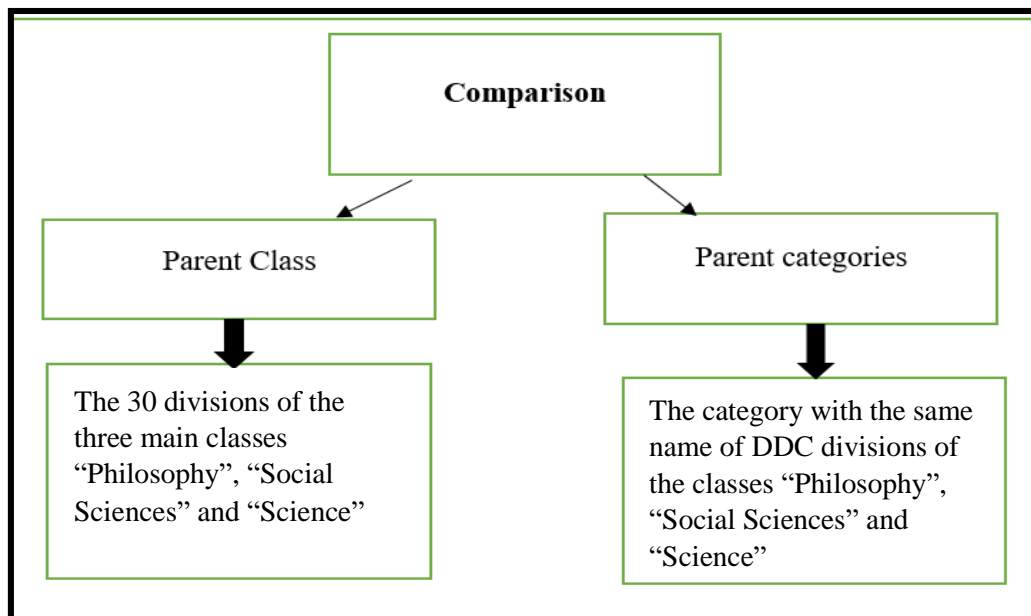 Comparison
Parent Class
Parent categories
The 30 divisions of the
three main classes
“Philosophy”, “Social
Sciences” and “Science”
The category with the same
name of DDC divisions of
the classes “Philosophy”,
“Social Sciences” and
“Science”